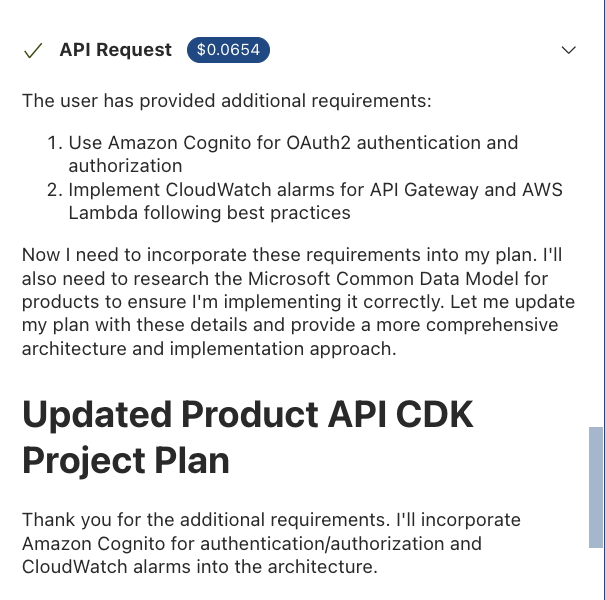 API Request $0.0654
The user has provided additional requirements:
1. Use Amazon Cognito for OAuth2 authentication and
authorization
2. Implement CloudWatch alarms for API Gateway and AWS
Lambda following best practices
Now I need to incorporate these requirements into my plan. I'll
also need to research the Microsoft Common Data Model for
products to ensure I'm implementing it correctly. Let me update
my plan with these details and provide a more comprehensive
architecture and implementation approach.
Updated Product API CDK
Project Plan
Thank you for the additional requirements. I'll incorporate
Amazon Cognito for authentication/authorization and
CloudWatch alarms into the architecture.